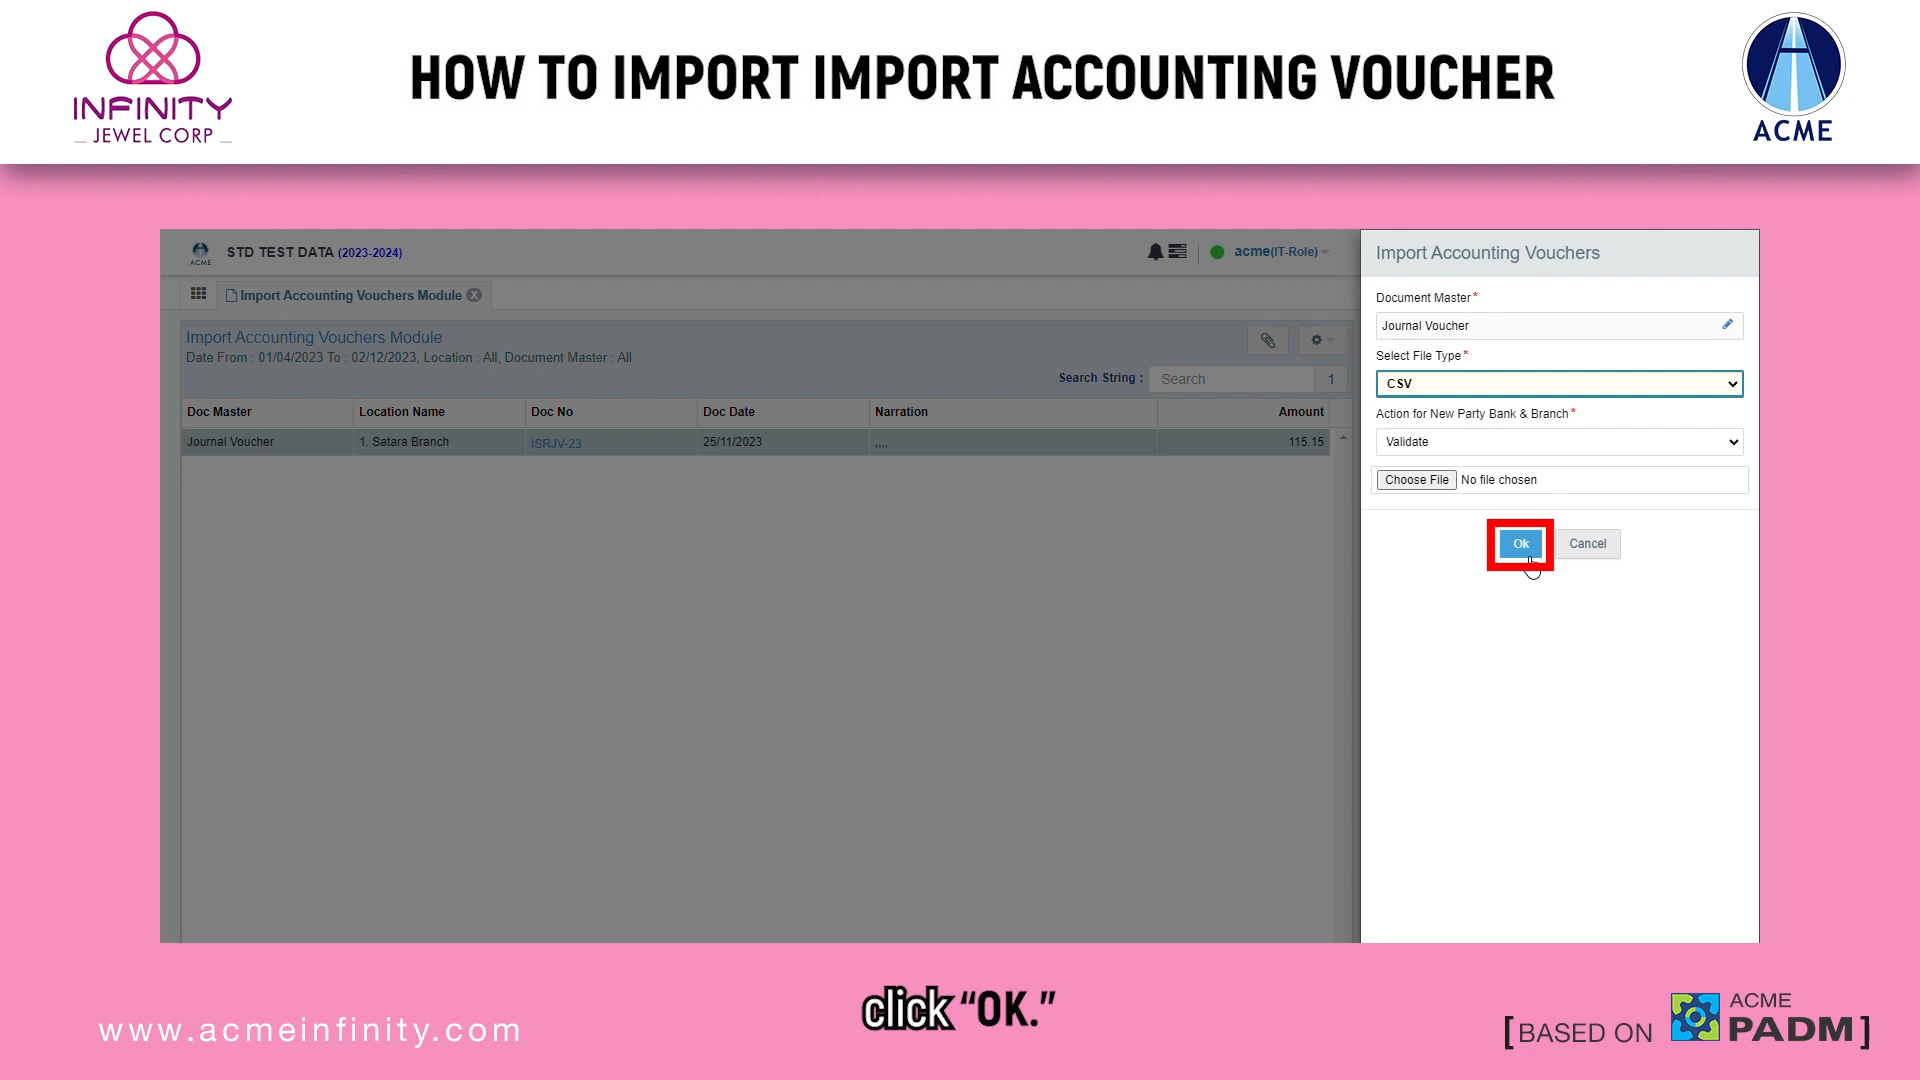 INFINITY
JEWEL CORP
HOW TO IMPORT IMPORT ACCOUNTING VOUCHER
ACME
ACME
STD TEST DATA (2023-2024)
acme(IT-Role)
Import Accounting Vouchers Module
Import Accounting Vouchers Module
Date From : 01/04/2023 To : 02/12/2023, Location : All, Document Master : All
Search String : Search 1
Doc Master Location Name Doc No Doc Date Narration Amount
Journal Voucher 1. Satara Branch ISRJV-23 25/11/2023 ,,,, 115.15
Import Accounting Vouchers
Document Master*
Journal Voucher
Select File Type*
CSV
Action for New Party Bank & Branch*
Validate
Choose File No file chosen
Ok Cancel
click “OK.”
www.acmeinfinity.com
[BASED ON ACME PADM]